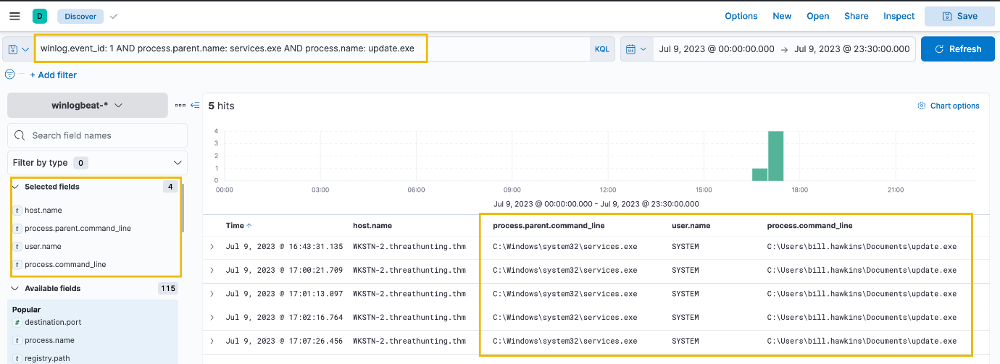 D Discover Options New Open Share Inspect Save
winlog.event_id: 1 AND process.parent.name: services.exe AND process.name: update.exe KQL Jul 9, 2023 @ 00:00:00.000 → Jul 9, 2023 @ 23:30:00.000 Refresh
+ Add filter
winlogbeat-*
Search field names
Filter by type 0
Selected fields 4
t host.name
t process.parent.command_line
t user.name
t process.command_line
Available fields 115
Popular
# destination.port
t process.name
t registry.path
5 hits Chart options
4
3
2
1
0
00:00 03:00 06:00 09:00 12:00 15:00 18:00 21:00
Jul 9, 2023 @ 00:00:00.000 - Jul 9, 2023 @ 23:30:00.000
Time ↑ host.name process.parent.command_line user.name process.command_line
Jul 9, 2023 @ 16:43:31.135 WKSTN-2.threathunting.thm C:\Windows\system32\services.exe SYSTEM C:\Users\bill.hawkins\Documents\update.exe
Jul 9, 2023 @ 17:00:21.709 WKSTN-2.threathunting.thm C:\Windows\system32\services.exe SYSTEM C:\Users\bill.hawkins\Documents\update.exe
Jul 9, 2023 @ 17:01:13.097 WKSTN-2.threathunting.thm C:\Windows\system32\services.exe SYSTEM C:\Users\bill.hawkins\Documents\update.exe
Jul 9, 2023 @ 17:02:16.764 WKSTN-2.threathunting.thm C:\Windows\system32\services.exe SYSTEM C:\Users\bill.hawkins\Documents\update.exe
Jul 9, 2023 @ 17:07:26.456 WKSTN-2.threathunting.thm C:\Windows\system32\services.exe SYSTEM C:\Users\bill.hawkins\Documents\update.exe